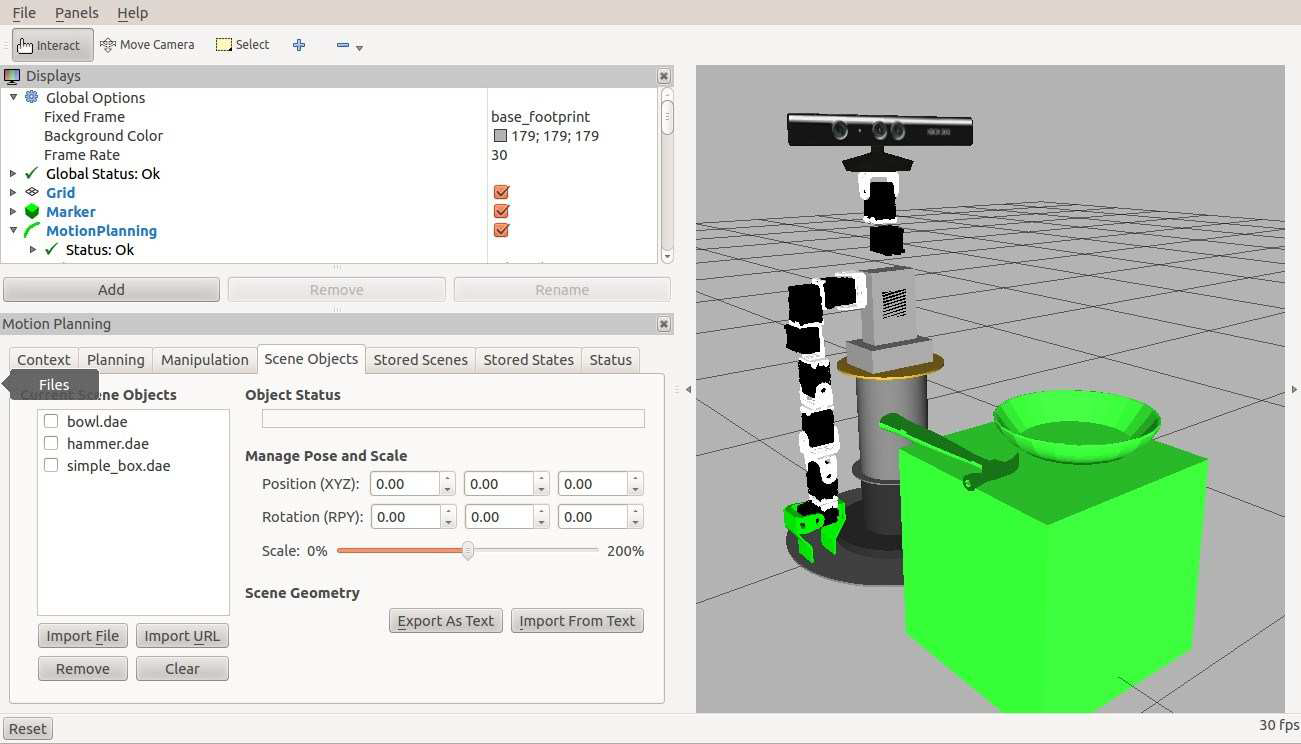 File Panels Help
Interact Move Camera Select
Displays
Global Options
Fixed Frame base_footprint
Background Color 179; 179; 179
Frame Rate 30
Global Status: Ok
Grid
Marker
MotionPlanning
Status: Ok
Add Remove Rename
Motion Planning
Context Planning Manipulation Scene Objects Stored Scenes Stored States Status
Files
Scene Objects Object Status
bowl.dae
hammer.dae
simple_box.dae
Manage Pose and Scale
Position (XYZ): 0.00 0.00 0.00
Rotation (RPY): 0.00 0.00 0.00
Scale: 0% 200%
Scene Geometry
Export As Text Import From Text
Import File Import URL
Remove Clear
Reset 30 fps